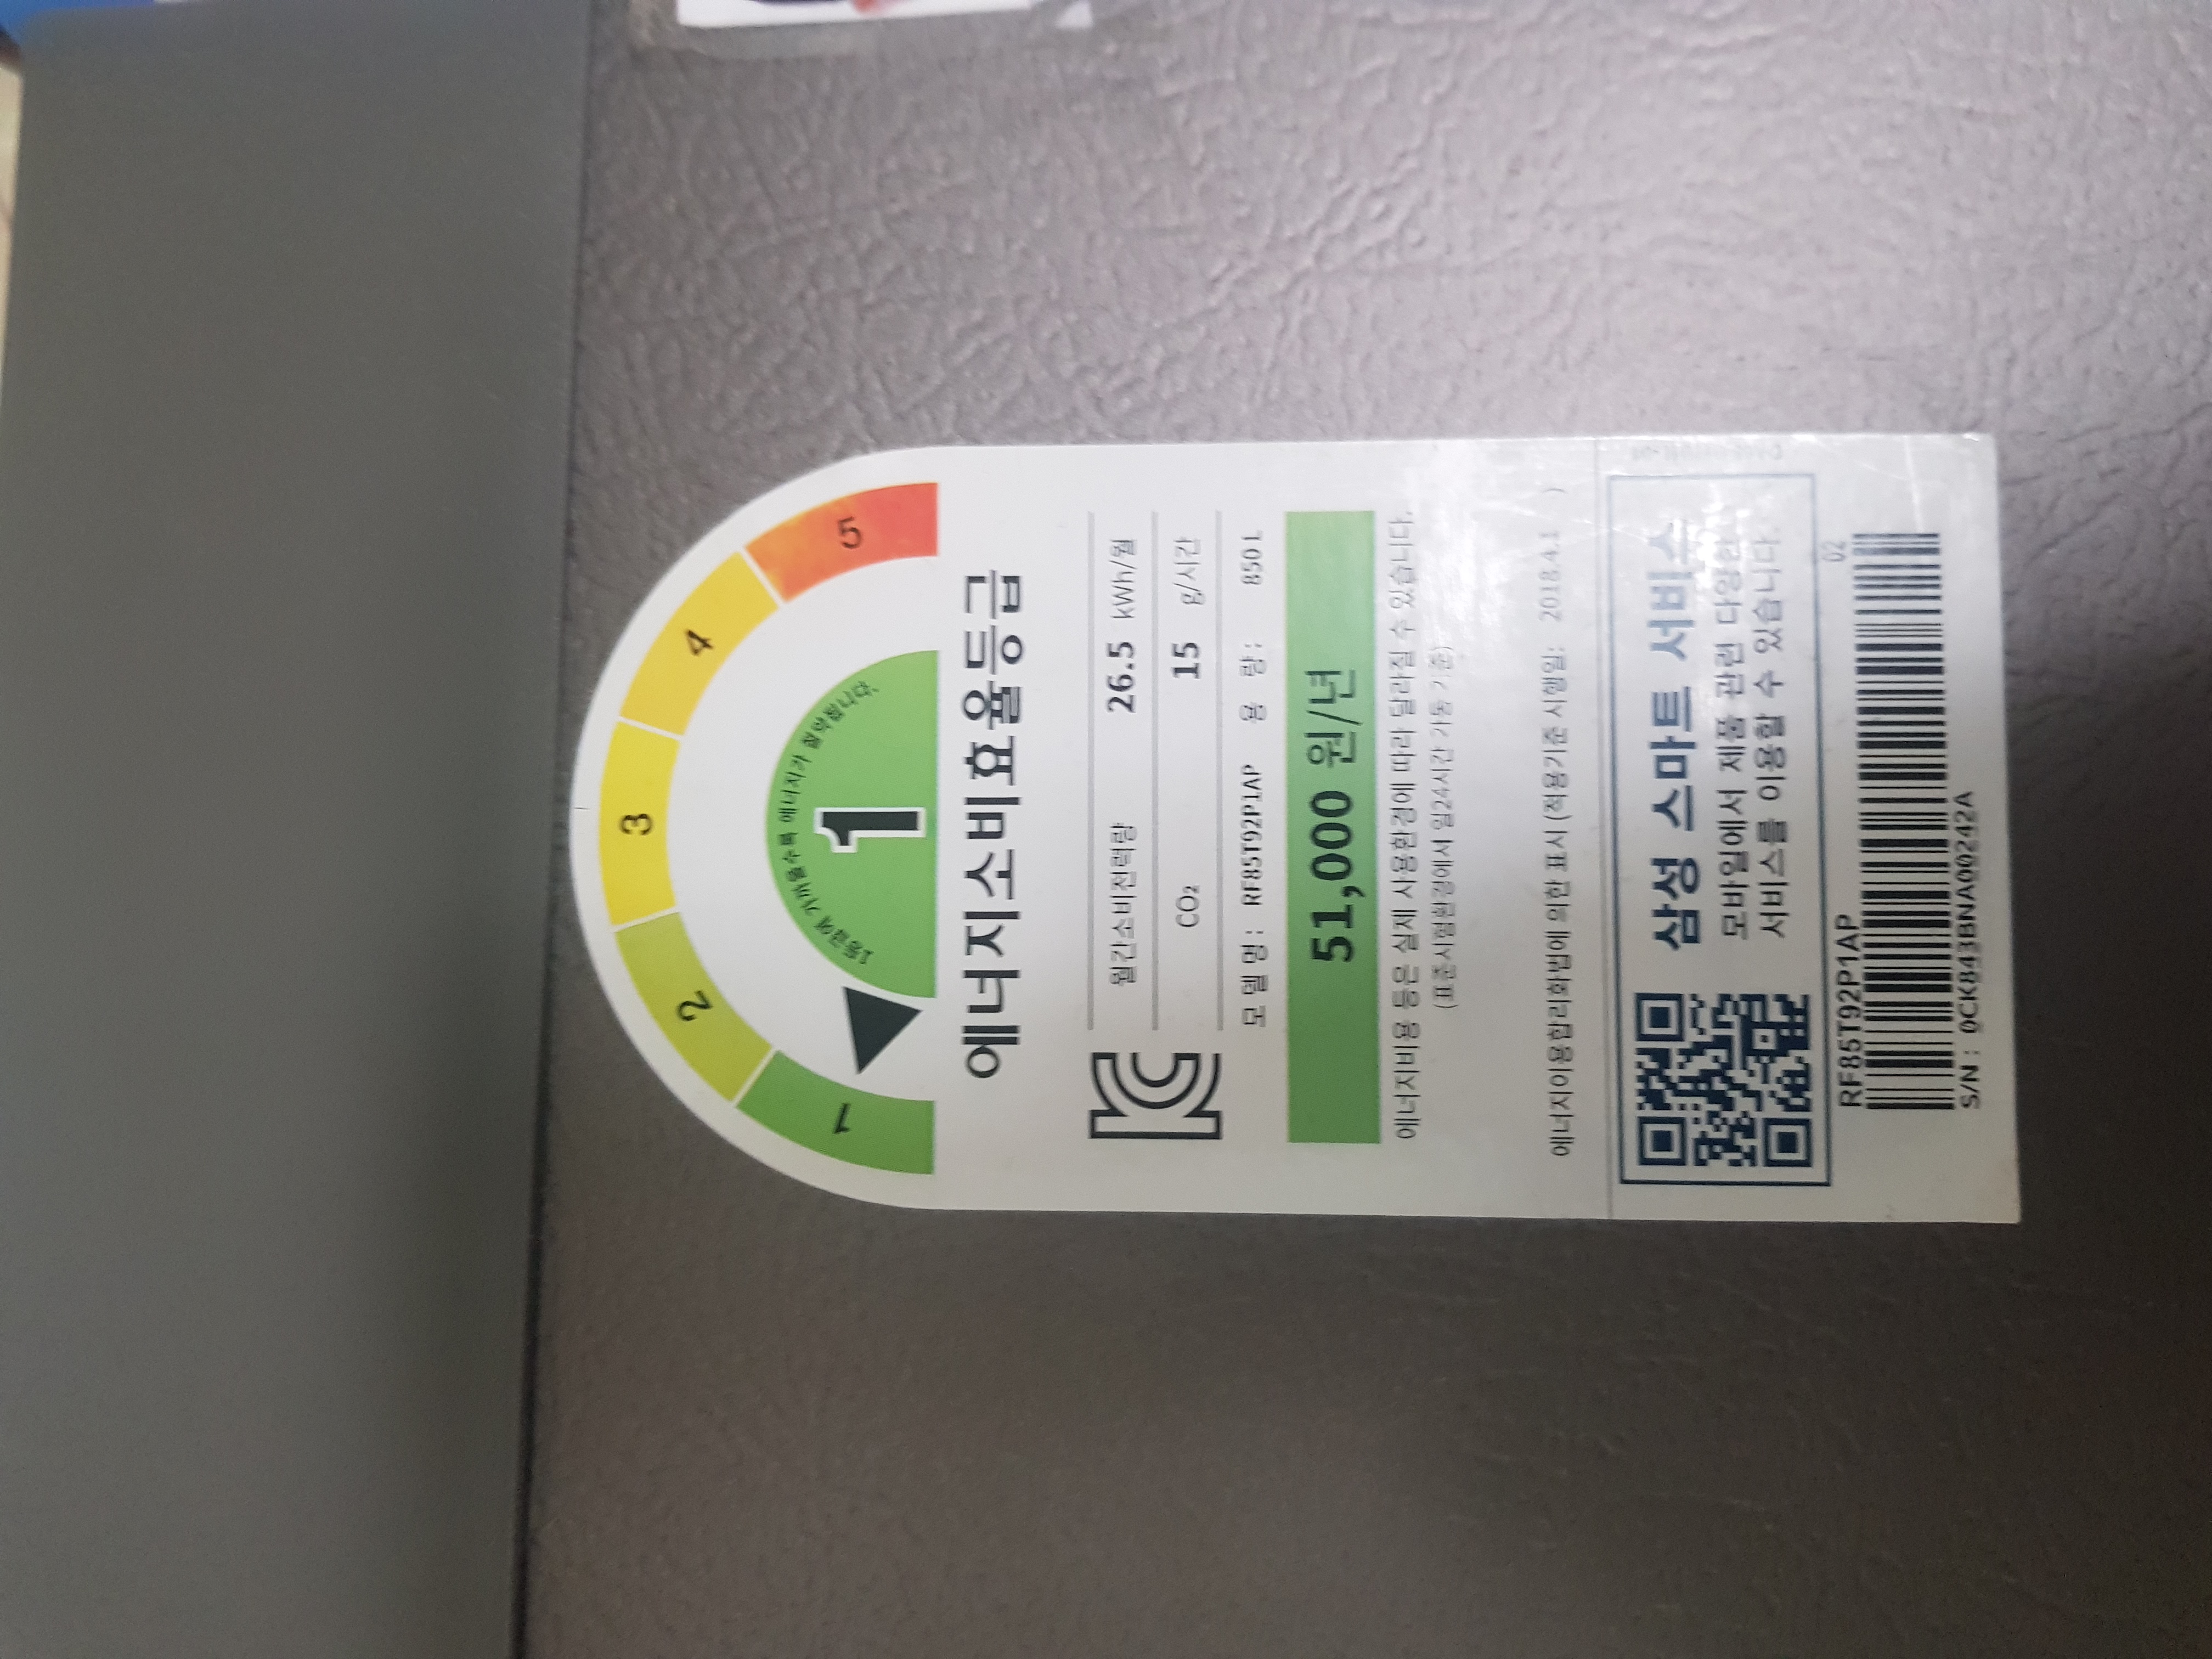 1 2 3 4 5
1등급에 가까울수록 에너지가 절약됩니다.
1
에너지소비효율등급
월간소비전력량 26.5 kWh/월
CO₂ 15 g/시간
모델명: RF85T92P1AP 용량: 850 L
51,000 원/년
에너지비용 등은 실제 사용환경에 따라 달라질 수 있습니다.
(표준시험환경에서 일24시간 가동 기준)
에너지이용합리화법에 의한 표시 (적용기준 시행일: 2018.4.1 )
삼성 스마트 서비스
모바일에서 제품 관련 다양한
서비스를 이용할 수 있습니다.
RF85T92P1AP
02
S/N : 0CK843BNA00242A